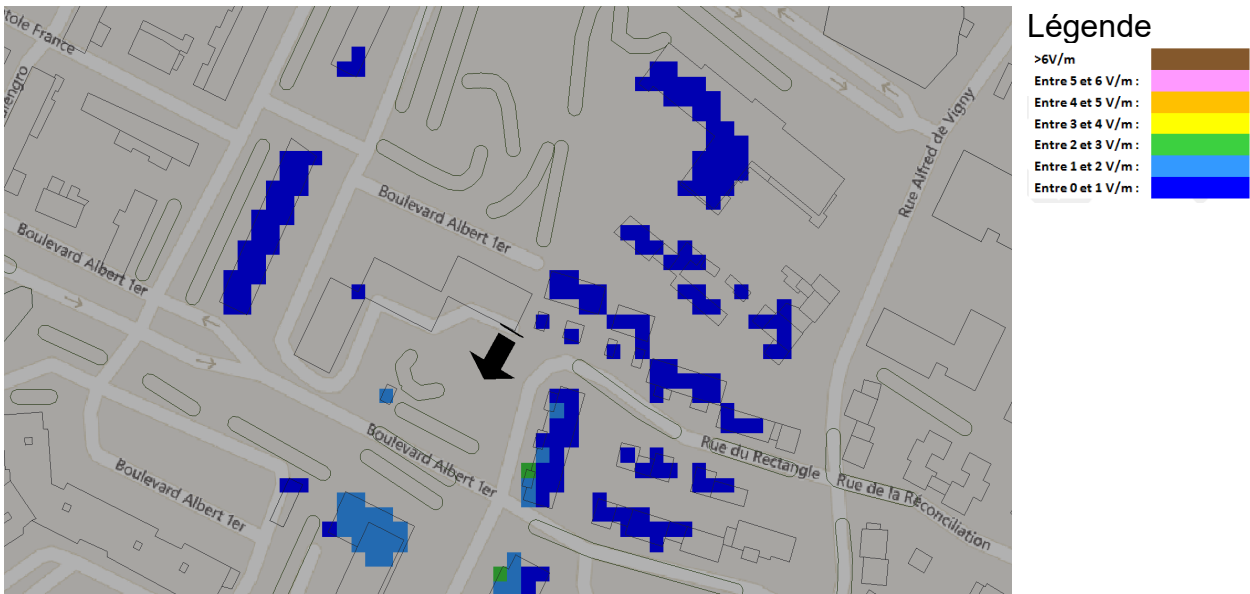 Légende
>6V/m
Entre 5 et 6 V/m :
Entre 4 et 5 V/m :
Entre 3 et 4 V/m :
Entre 2 et 3 V/m :
Entre 1 et 2 V/m :
Entre 0 et 1 V/m :
tole France
lengro
Rue Alfred de Vigny
Boulevard Albert 1er
Boulevard Albert 1er
Boulevard Albert 1er
Boulevard Albert 1er
Rue du Rectangle
Rue de la Réconciliation